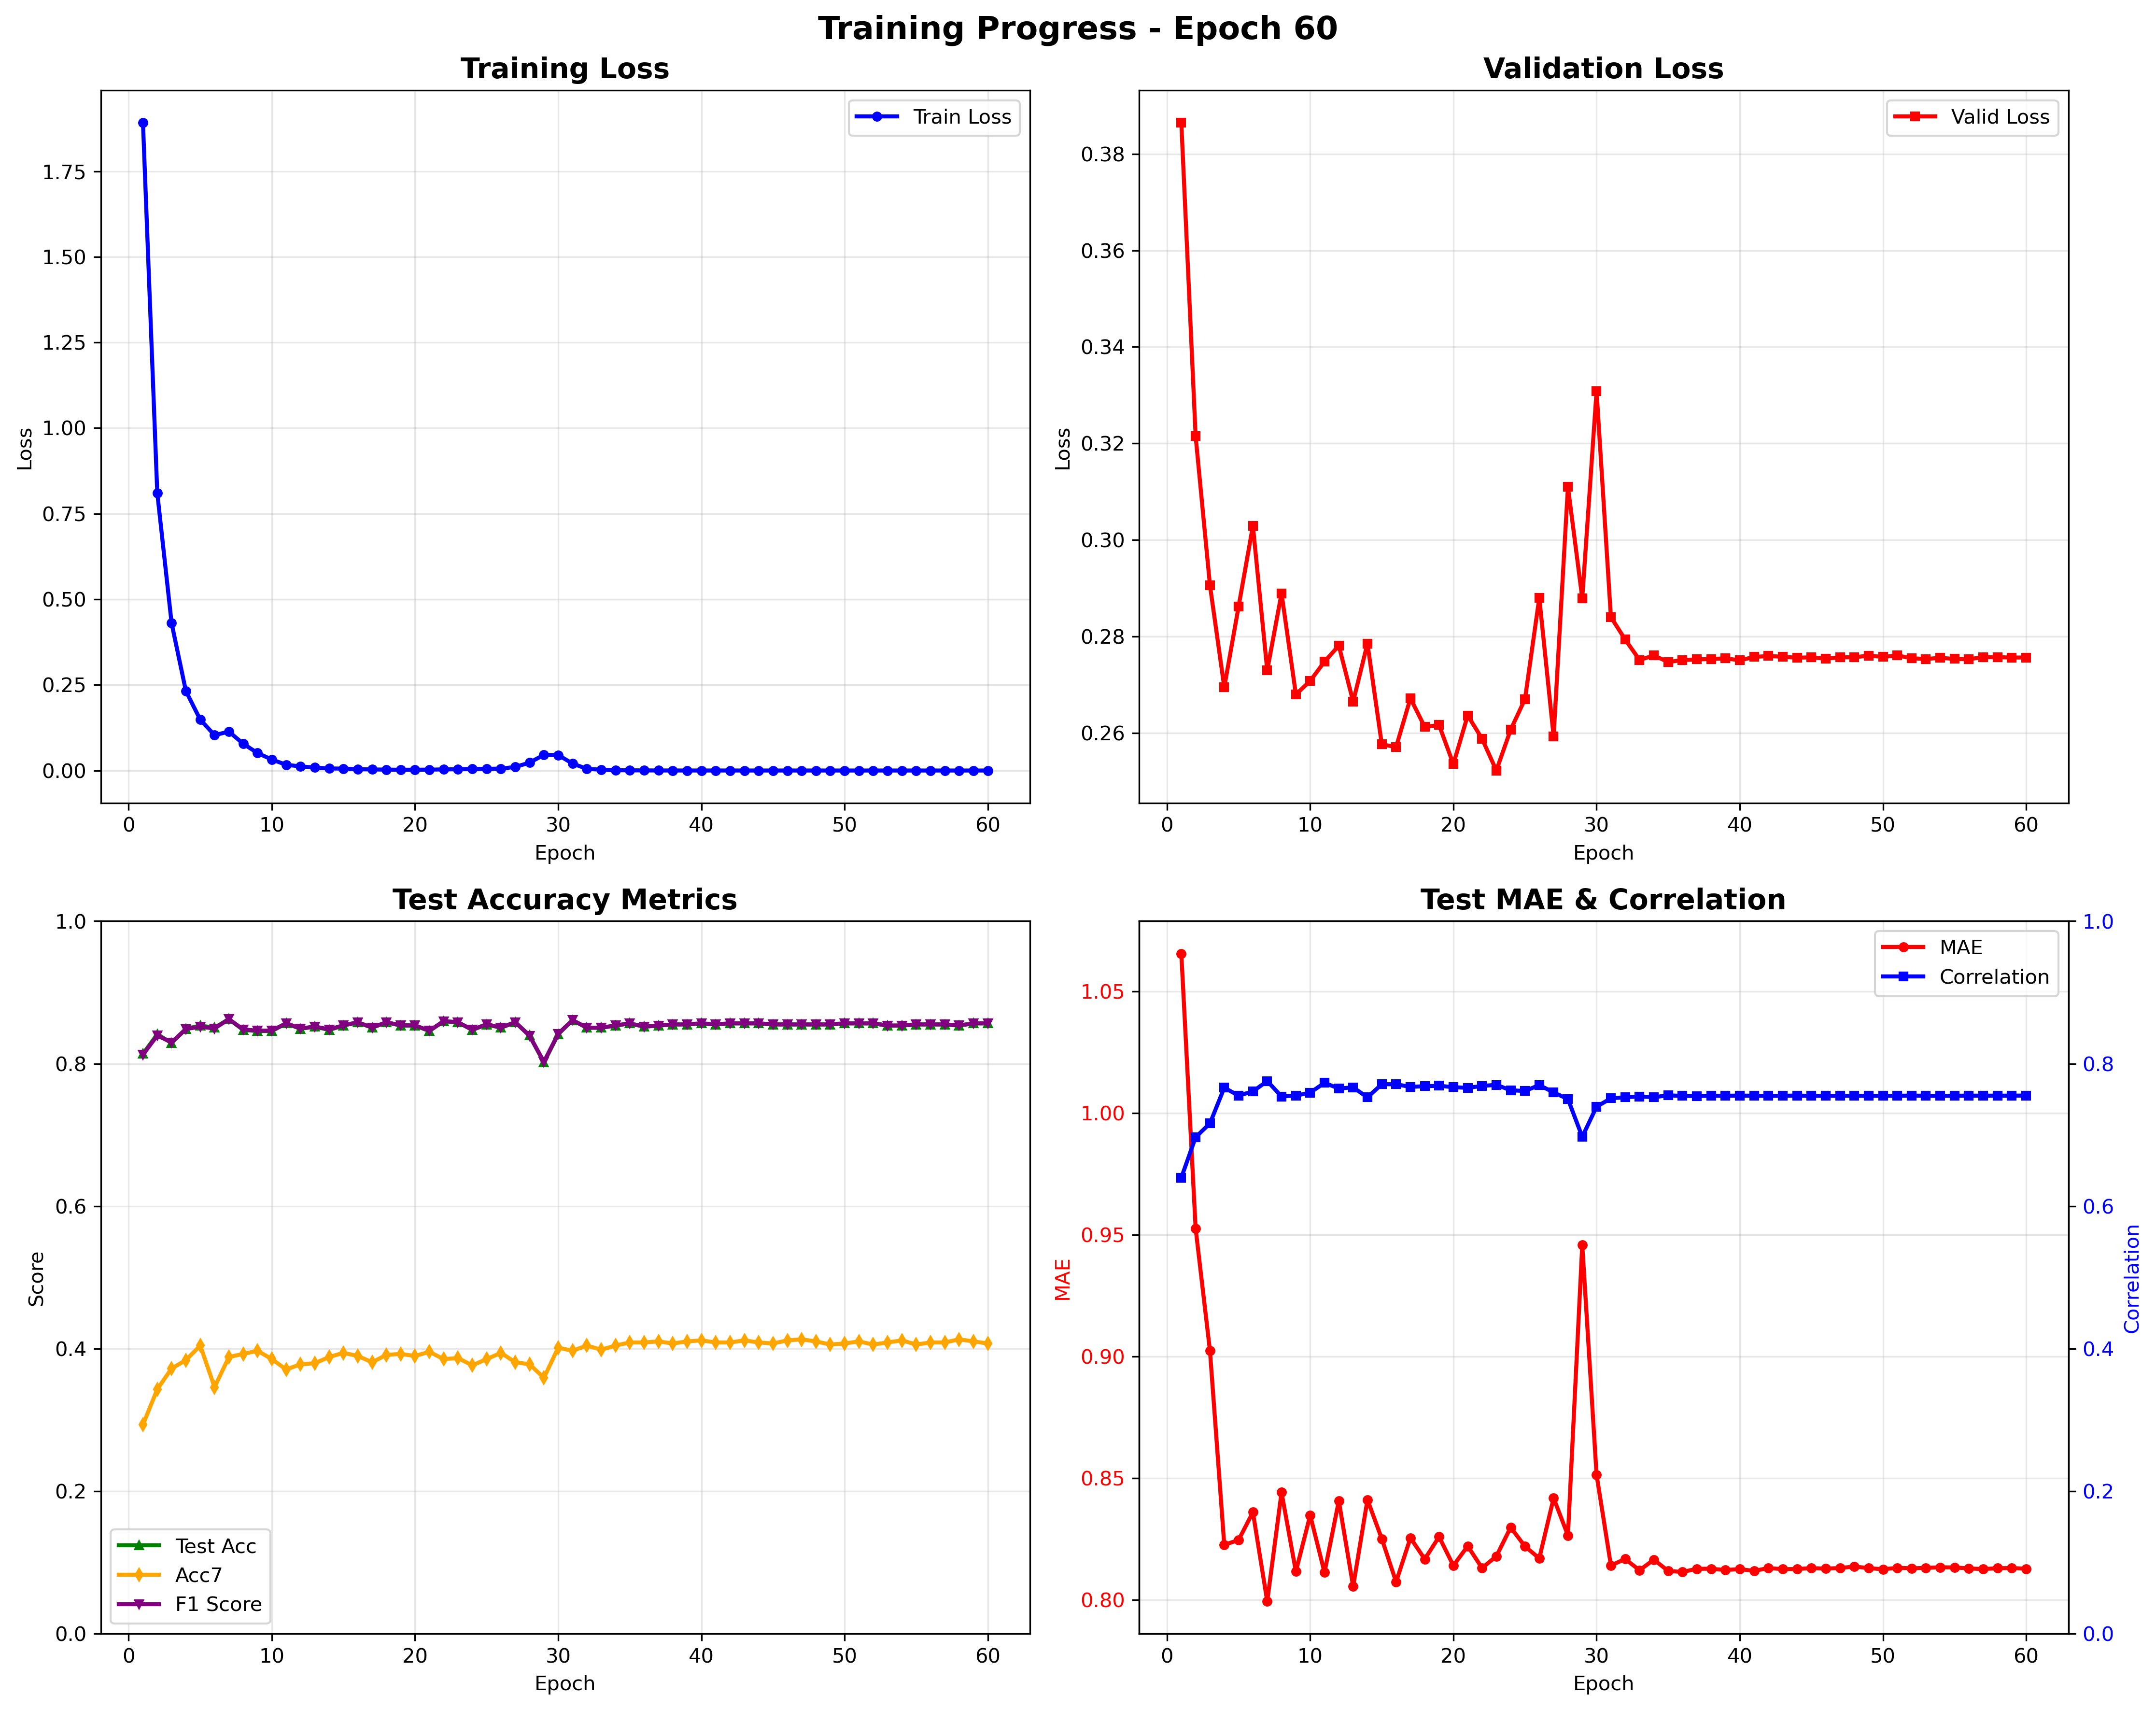 Training Progress - Epoch 60
Training Loss
Train Loss
1.75
1.50
1.25
1.00
0.75
0.50
0.25
0.00
Loss
0 10 20 30 40 50 60
Epoch
Validation Loss
Valid Loss
0.38
0.36
0.34
0.32
0.30
0.28
0.26
Loss
0 10 20 30 40 50 60
Epoch
Test Accuracy Metrics
1.0
0.8
0.6
0.4
0.2
0.0
Score
Test Acc
Acc7
F1 Score
0 10 20 30 40 50 60
Epoch
Test MAE & Correlation
MAE
Correlation
1.05
1.00
0.95
0.90
0.85
0.80
MAE
1.0
0.8
0.6
0.4
0.2
0.0
Correlation
0 10 20 30 40 50 60
Epoch